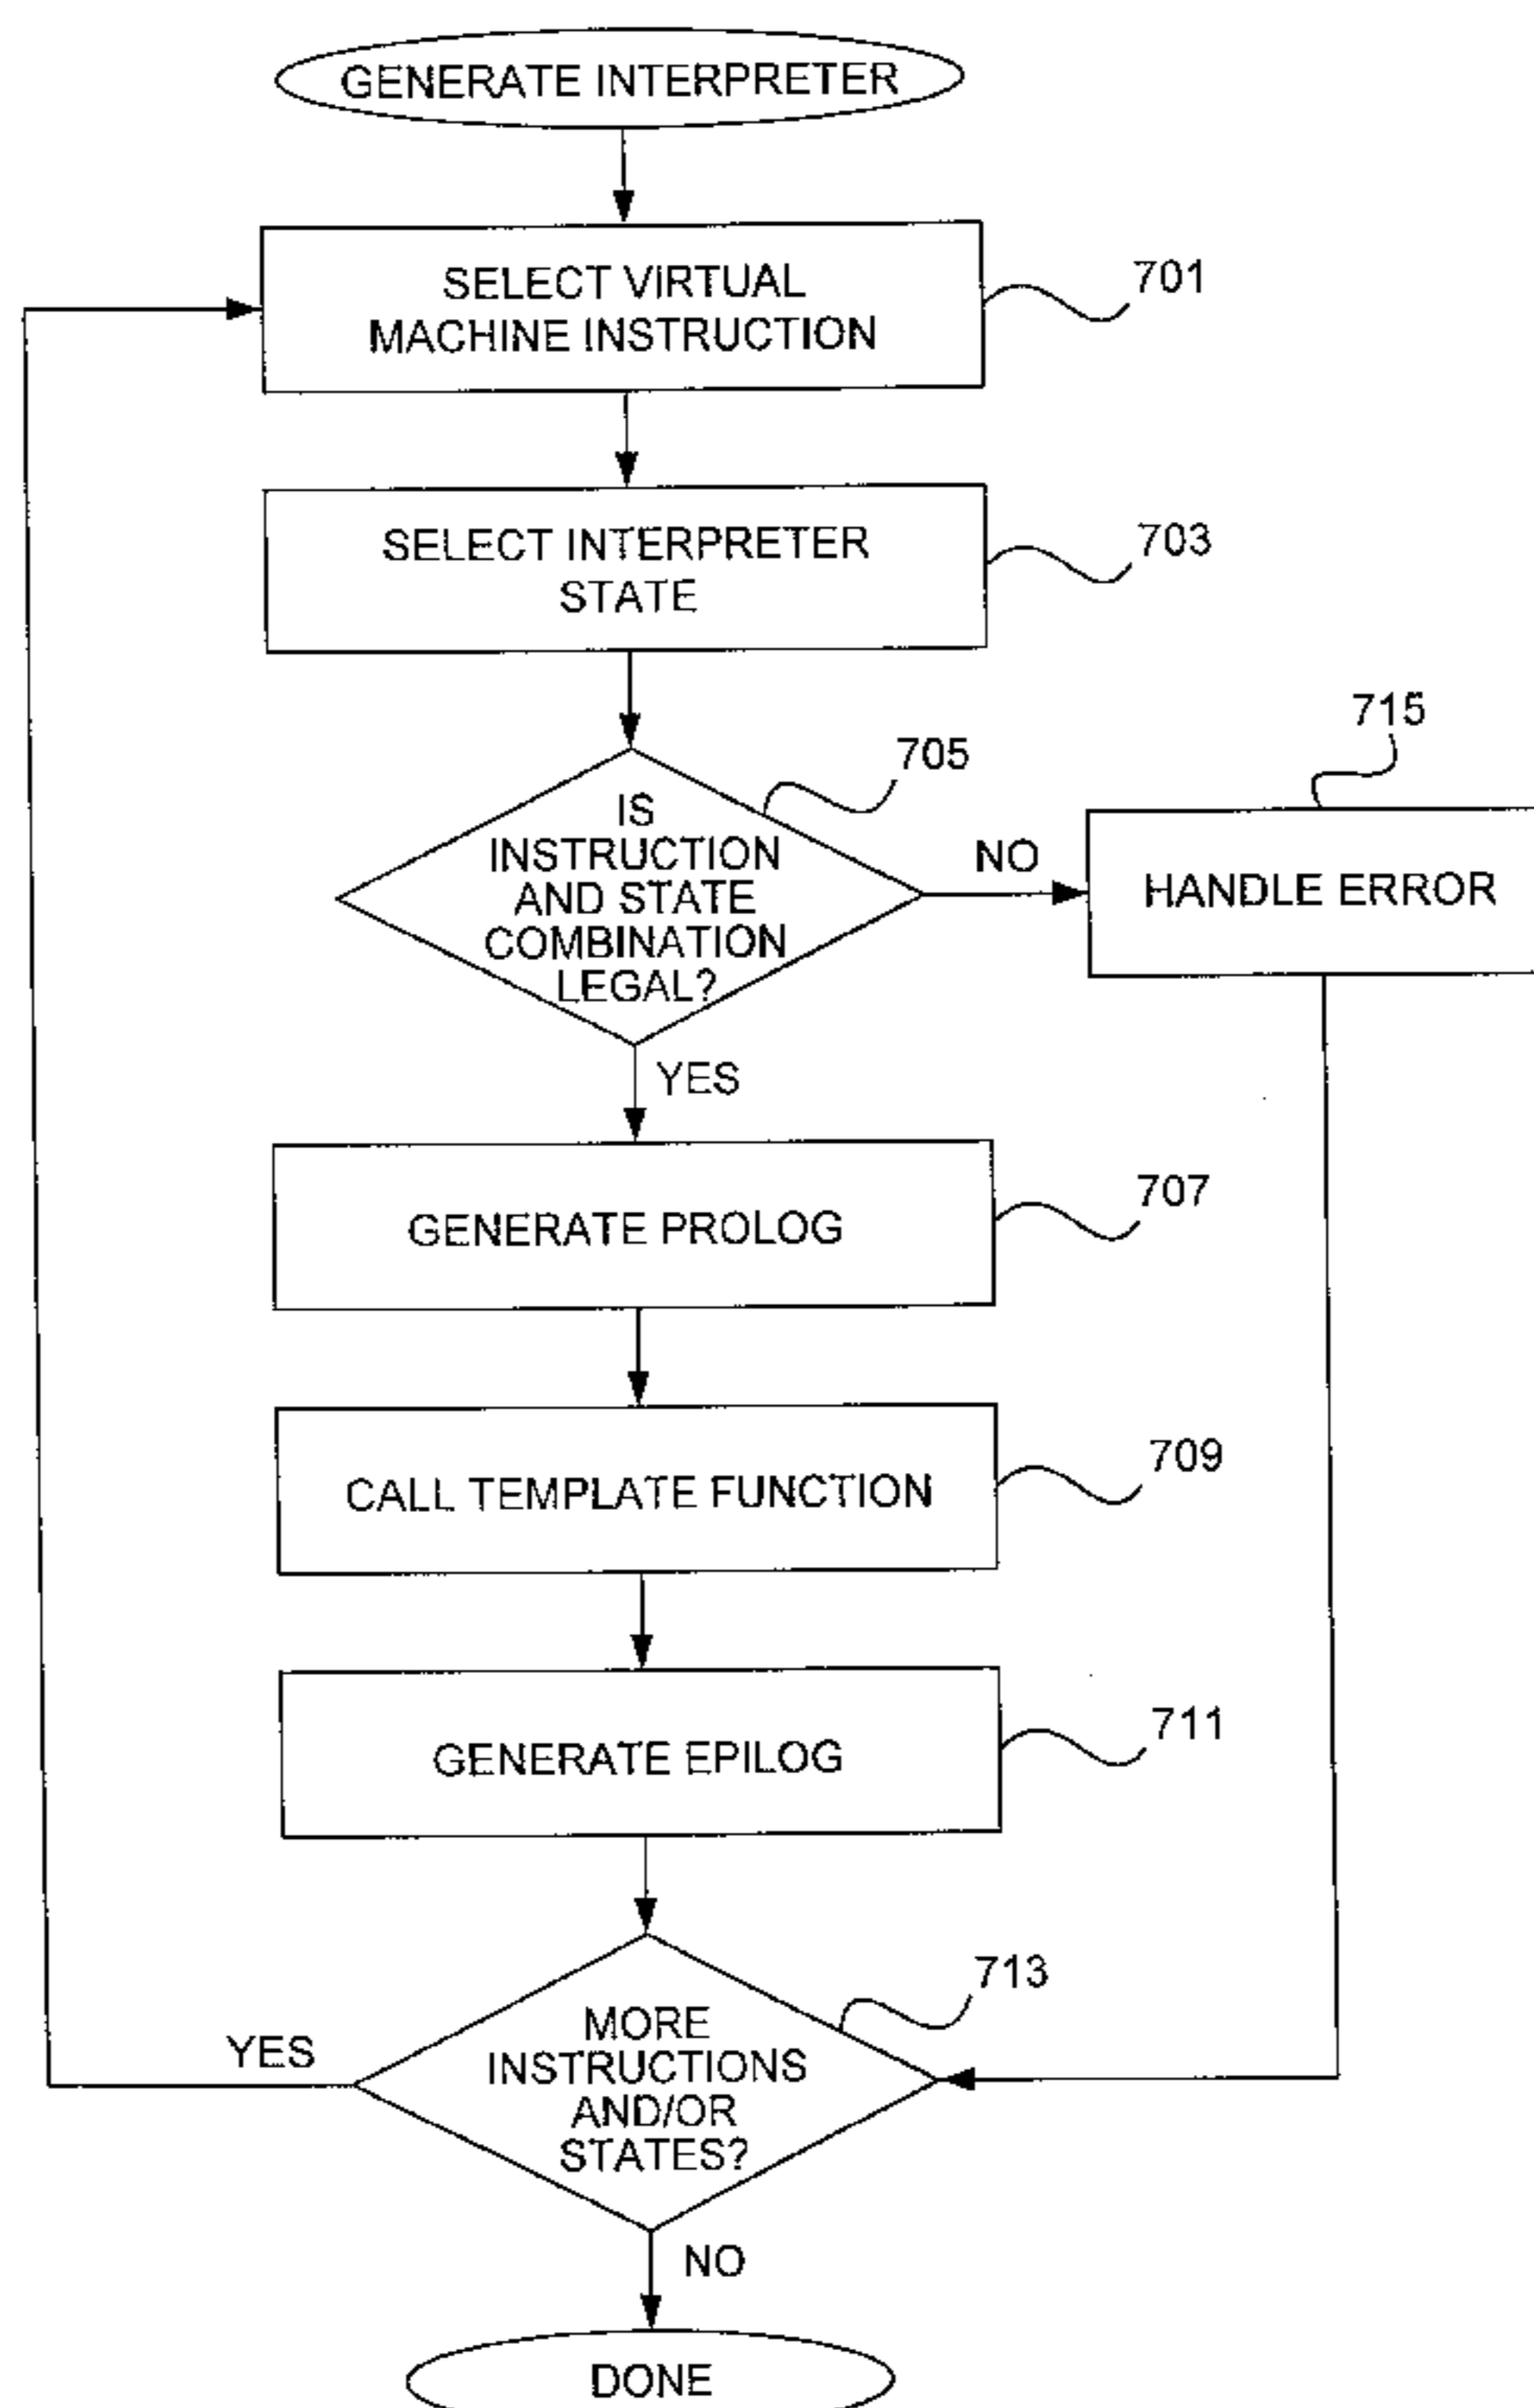 GENERATE INTERPRETER
SELECT VIRTUAL
MACHINE INSTRUCTION
701
SELECT INTERPRETER
STATE
703
715
705
IS
INSTRUCTION
AND STATE
COMBINATION
LEGAL?
NO
HANDLE ERROR
YES
GENERATE PROLOG
707
CALL TEMPLATE FUNCTION
709
GENERATE EPILOG
711
713
MORE
INSTRUCTIONS
AND/OR
STATES?
YES
NO
DONE